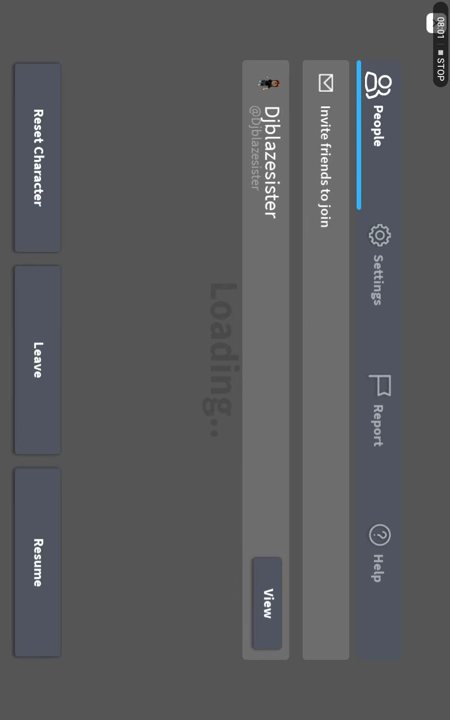 08:01 STOP
People
Settings
Report
Help
Invite friends to join
Djblazesister
@Djblazesister
View
Loading..
Reset Character
Leave
Resume